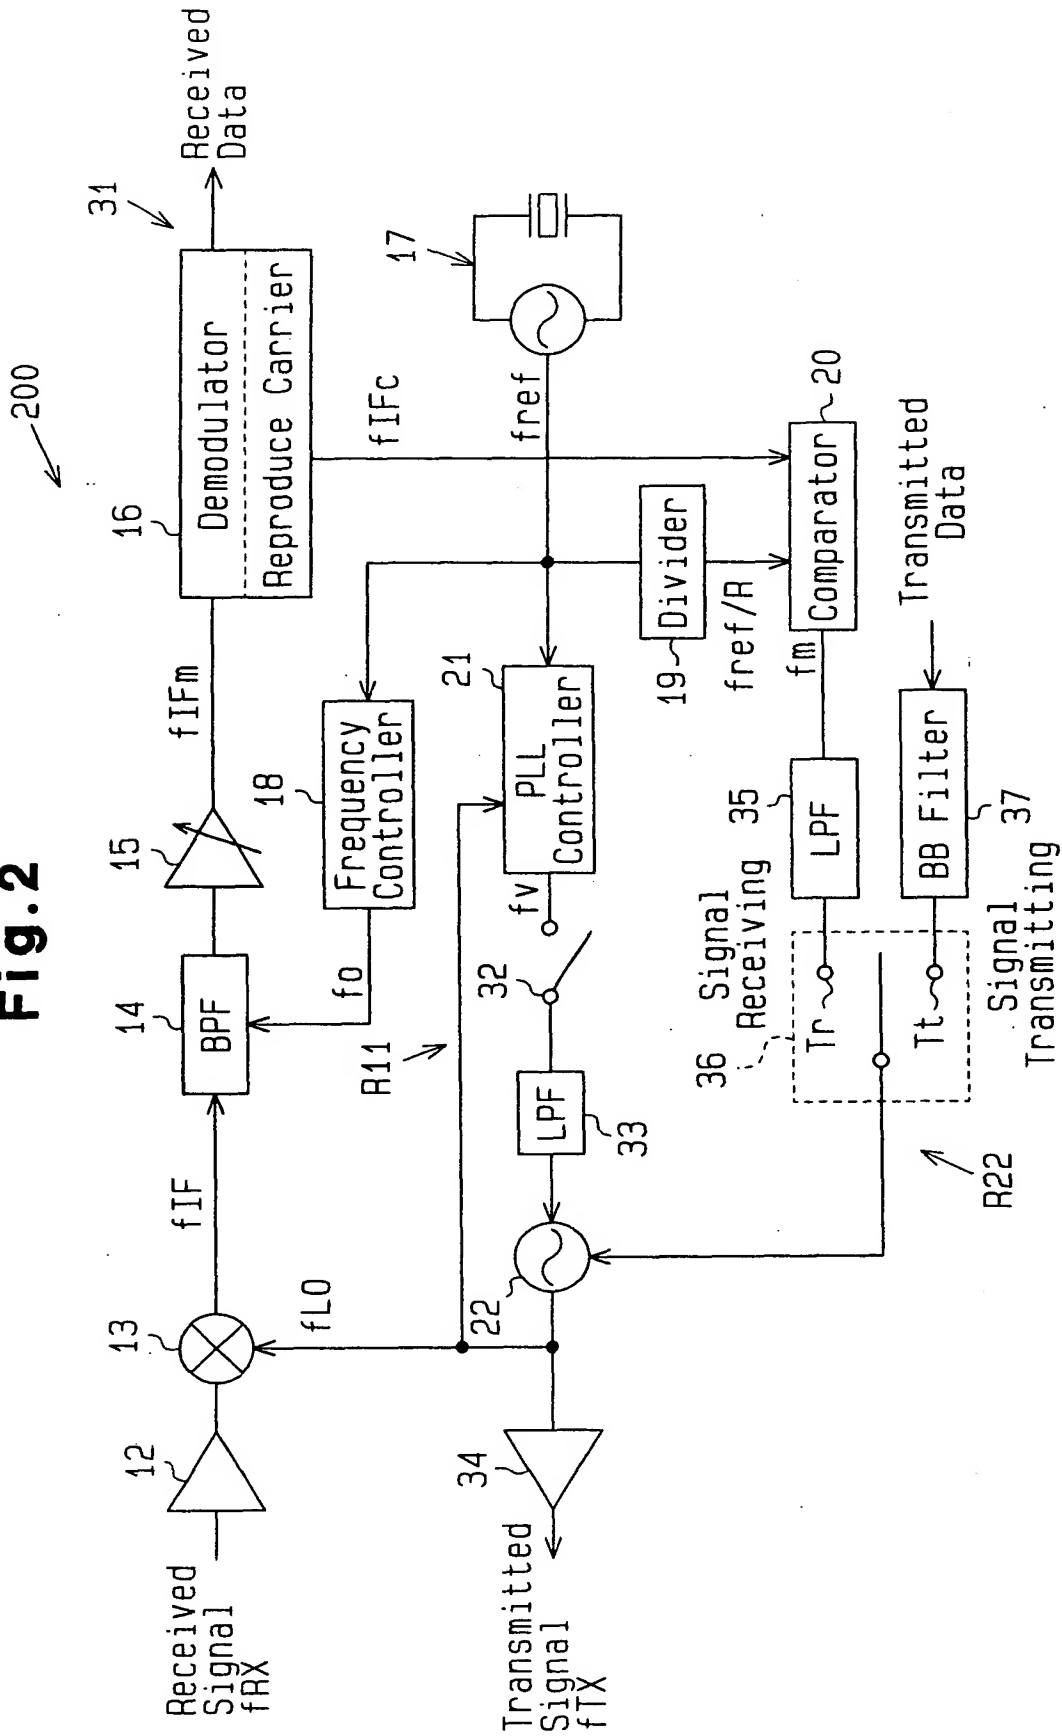 Fig.2
200
31
Received
Data
16
Demodulator
Reproduce Carrier
fIFm
15
14
BPF
fIF
13
12
Received
Signal
fRX
fIFc
17
fref
18
Frequency
Controller
fo
R11
fLO
21
PLL
Controller
fv
32
LPF
33
22
34
Transmitted
Signal
fTX
19
Divider
fref/R
20
Comparator
fm
35
LPF
Signal
Receiving
36
Tr
Tt
Signal
Transmitting
R22
37
BB Filter
Transmitted
Data